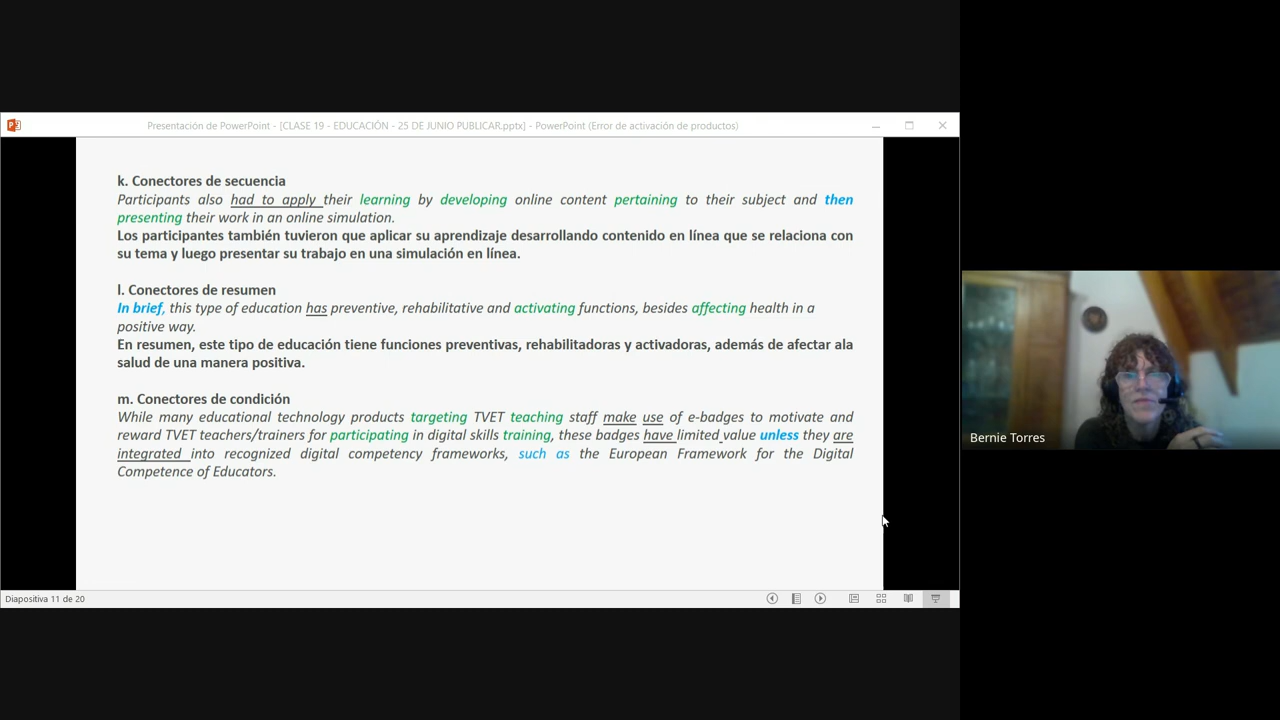 Presentación de PowerPoint - [CLASE 19 - EDUCACIÓN - 25 DE JUNIO PUBLICAR.pptx] - PowerPoint (Error de activación de productos)
k. Conectores de secuencia
Participants also had to apply their learning by developing online content pertaining to their subject and then
presenting their work in an online simulation.
Los participantes también tuvieron que aplicar su aprendizaje desarrollando contenido en línea que se relaciona con
su tema y luego presentar su trabajo en una simulación en línea.
l. Conectores de resumen
In brief, this type of education has preventive, rehabilitative and activating functions, besides affecting health in a
positive way.
En resumen, este tipo de educación tiene funciones preventivas, rehabilitadoras y activadoras, además de afectar ala
salud de una manera positiva.
m. Conectores de condición
While many educational technology products targeting TVET teaching staff make use of e-badges to motivate and
reward TVET teachers/trainers for participating in digital skills training, these badges have limited value unless they are
integrated into recognized digital competency frameworks, such as the European Framework for the Digital
Competence of Educators.
Bernie Torres
Diapositiva 11 de 20